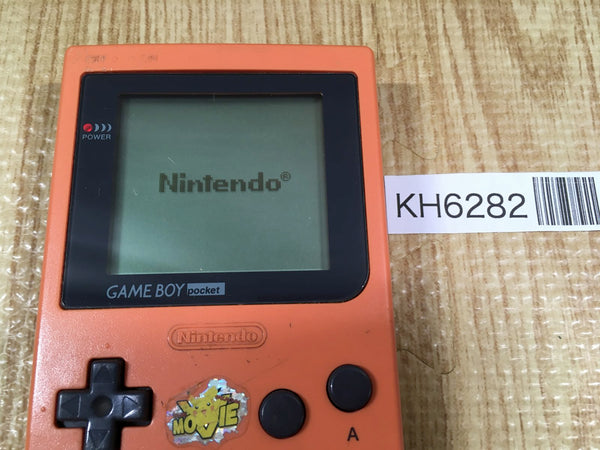 POWER
Nintendo®
KH6282
GAME BOY pocket
Nintendo
MOVIE
A